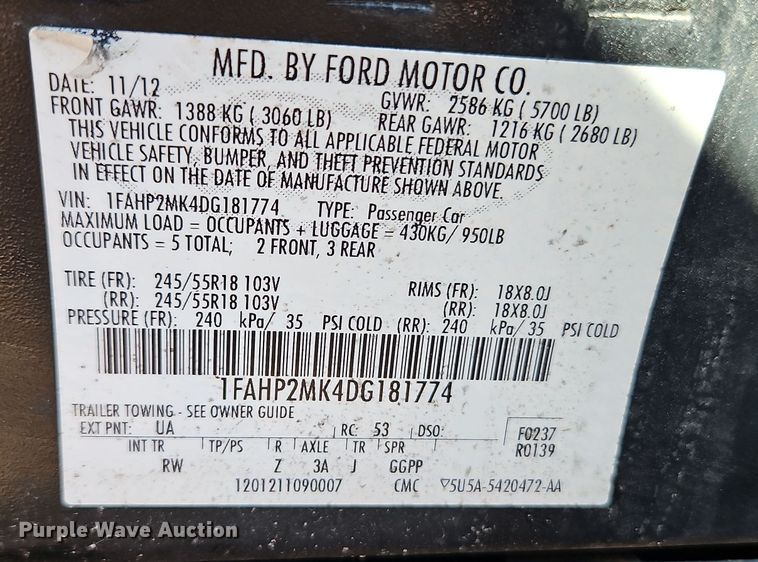 MFD. BY FORD MOTOR CO.
DATE: 11/12 GVWR: 2586 KG ( 5700 LB)
FRONT GAWR: 1388 KG ( 3060 LB) REAR GAWR: 1216 KG ( 2680 LB)
THIS VEHICLE CONFORMS TO ALL APPLICABLE FEDERAL MOTOR
VEHICLE SAFETY, BUMPER, AND THEFT PREVENTION STANDARDS
IN EFFECT ON THE DATE OF MANUFACTURE SHOWN ABOVE.
VIN: 1FAHP2MK4DG181774 TYPE: Passenger Car
MAXIMUM LOAD = OCCUPANTS + LUGGAGE = 430KG/ 950LB
OCCUPANTS = 5 TOTAL; 2 FRONT, 3 REAR
TIRE (FR): 245/55R18 103V RIMS (FR): 18X8.0J
(RR): 245/55R18 103V (RR): 18X8.0J
PRESSURE (FR): 240 kPa/ 35 PSI COLD (RR): 240 kPa/ 35 PSI COLD
1FAHP2MK4DG181774
TRAILER TOWING - SEE OWNER GUIDE
EXT PNT: UA RC: 53 DSO: F0237
R0139
INT TR TP/PS R AXLE TR SPR
RW Z 3A J GGPP
1201211090007 CMC ▽5U5A-5420472-AA
Purple Wave Auction